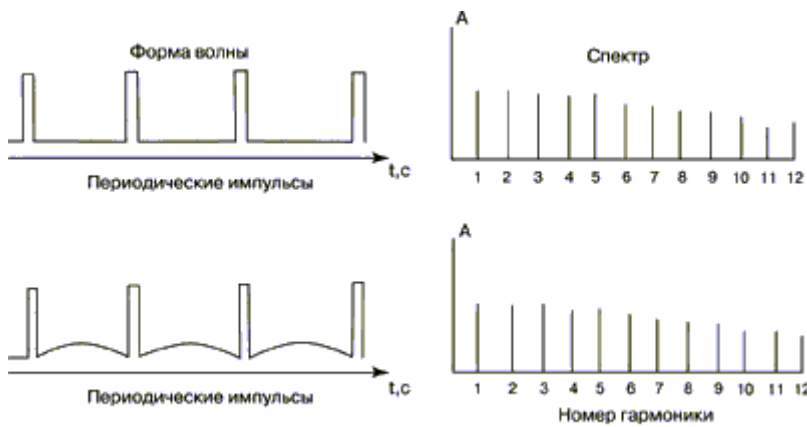 Форма волны
t,c
Периодические импульсы
A
Спектр
1 2 3 4 5 6 7 8 9 10 11 12
t,c
Периодические импульсы
A
1 2 3 4 5 6 7 8 9 10 11 12
Номер гармоники